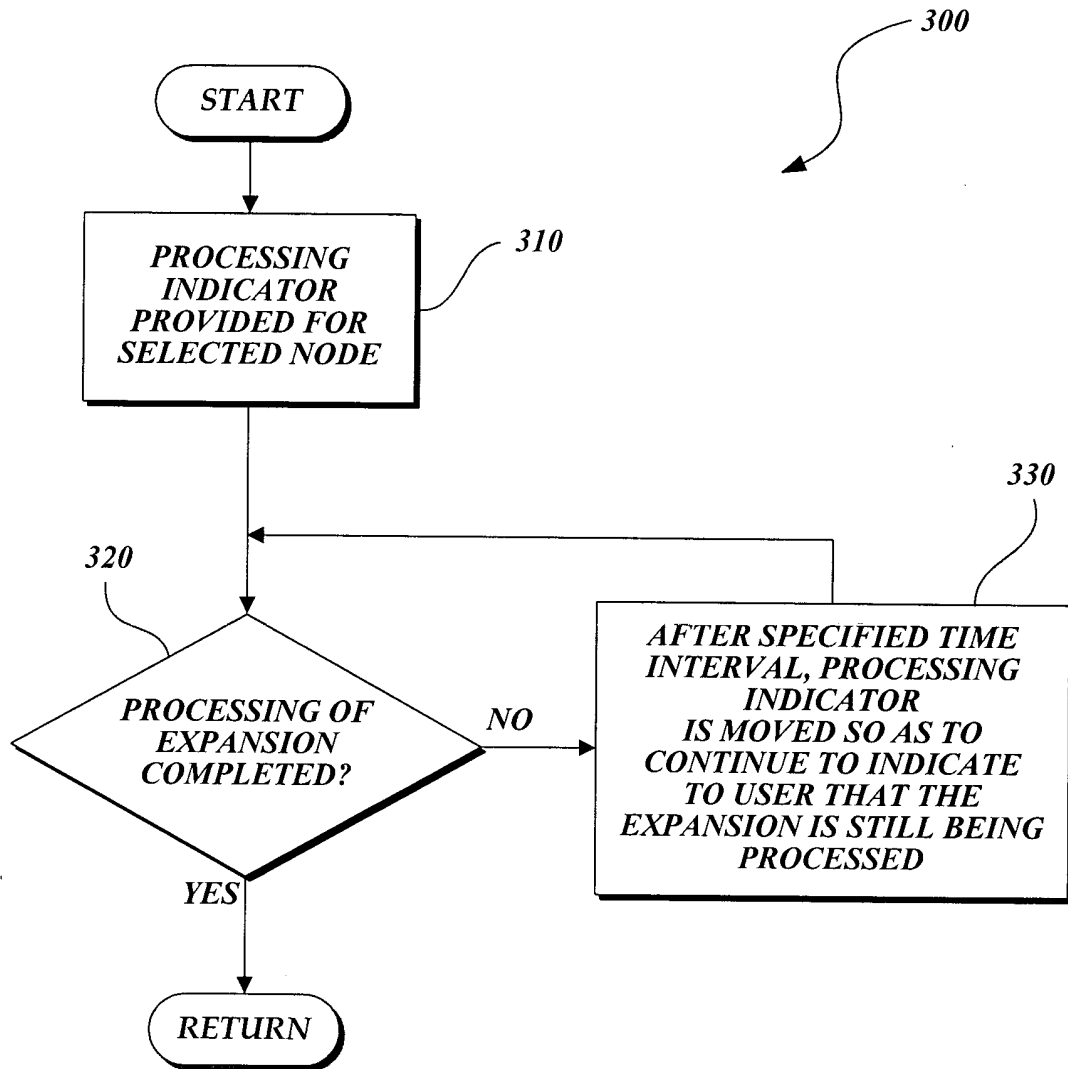 300
START
310
PROCESSING
INDICATOR
PROVIDED FOR
SELECTED NODE
330
320
AFTER SPECIFIED TIME
INTERVAL, PROCESSING
INDICATOR
IS MOVED SO AS TO
CONTINUE TO INDICATE
TO USER THAT THE
EXPANSION IS STILL BEING
PROCESSED
PROCESSING OF
EXPANSION
COMPLETED?
NO
YES
RETURN